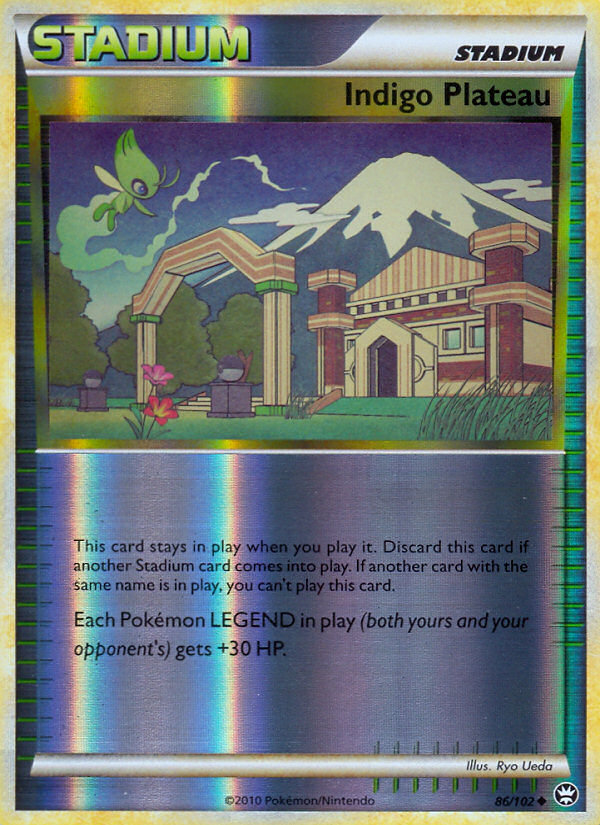 STADIUM
STADIUM
Indigo Plateau
This card stays in play when you play it. Discard this card if
another Stadium card comes into play. If another card with the
same name is in play, you can't play this card.
Each Pokémon LEGEND in play (both yours and your
opponent's) gets +30 HP.
Illus. Ryo Ueda
©2010 Pokémon/Nintendo
86/102